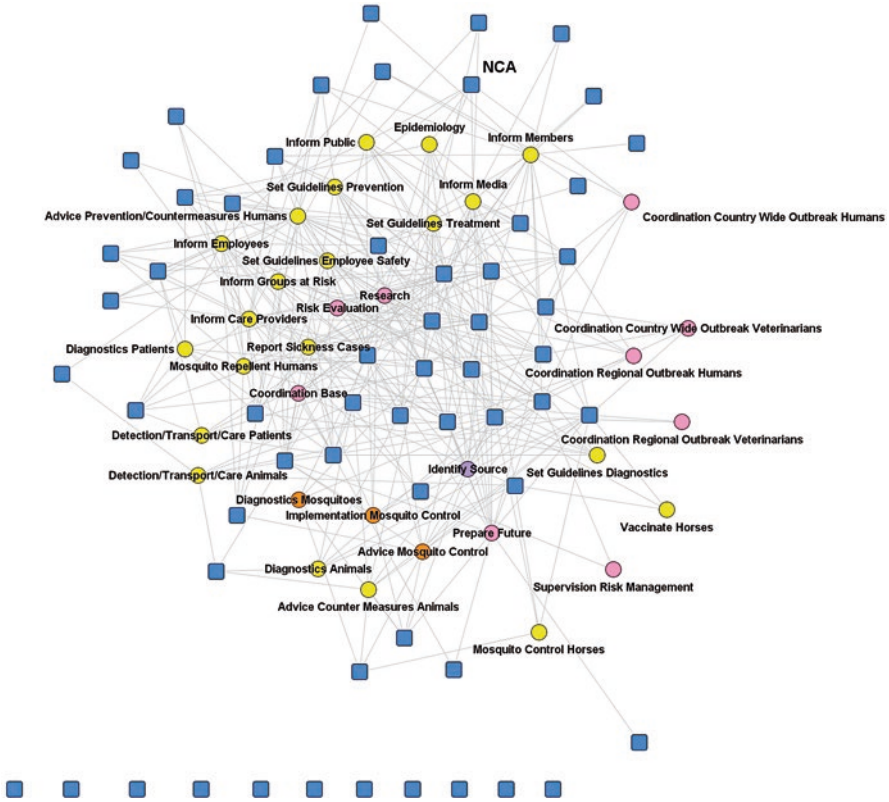 NCA
Epidemiology
Inform Public
Inform Members
Set Guidelines Prevention
Inform Media
Advice Prevention/Countermeasures Humans
Coordination Country Wide Outbreak Humans
Set Guidelines Treatment
Inform Employees
Set Guidelines Employee Safety
Inform Groups at Risk
Research
Risk Evaluation
Inform Care Providers
Coordination Country Wide Outbreak Veterinarians
Diagnostics Patients
Report Sickness Cases
Mosquito Repellent Humans
Coordination Regional Outbreak Humans
Coordination Base
Detection/Transport/Care Patients
Coordination Regional Outbreak Veterinarians
Identify Source
Set Guidelines Diagnostics
Detection/Transport/Care Animals
Diagnostics Mosquitoes
Implementation Mosquito Control
Vaccinate Horses
Prepare Future
Advice Mosquito Control
Diagnostics Animals
Supervision Risk Management
Advice Counter Measures Animals
Mosquito Control Horses